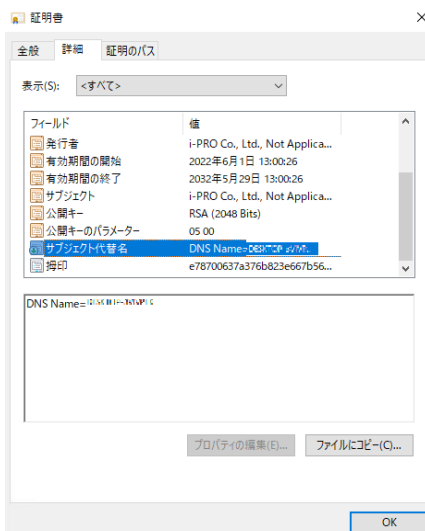 証明書
全般 詳細 証明のパス
表示(S): <すべて>
フィールド 値
発行者 i-PRO Co., Ltd., Not Applica...
有効期間の開始 2022年6月1日 13:00:26
有効期間の終了 2032年5月29日 13:00:26
サブジェクト i-PRO Co., Ltd., Not Applica...
公開キー RSA (2048 Bits)
公開キーのパラメーター 05 00
サブジェクト代替名 DNS Name=
拇印 e78700637a376b823e667b56...
DNS Name=
プロパティの編集(E)... ファイルにコピー(C)...
OK